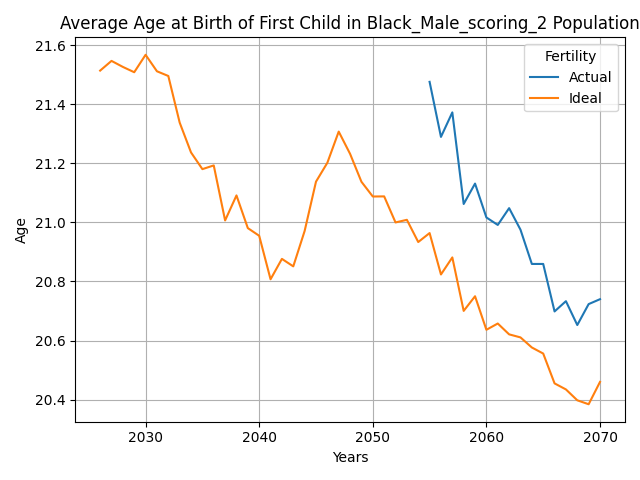 Average Age at Birth of First Child in Black_Male_scoring_2 Population
21.6
21.4
21.2
21.0
20.8
20.6
20.4
Age
Fertility
Actual
Ideal
2030 2040 2050 2060 2070
Years